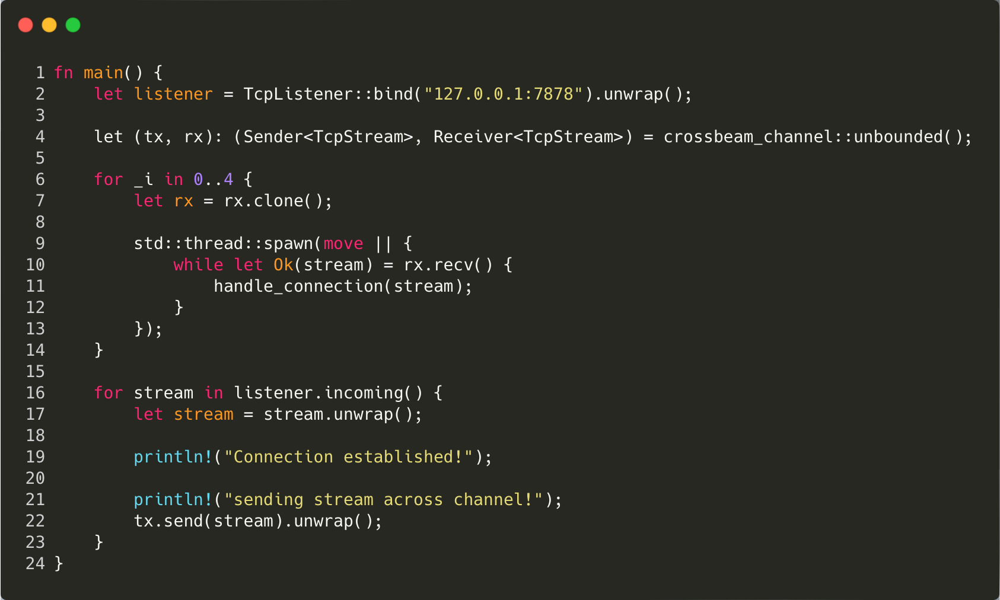 1 fn main() {
2     let listener = TcpListener::bind("127.0.0.1:7878").unwrap();
3
4     let (tx, rx): (Sender<TcpStream>, Receiver<TcpStream>) = crossbeam_channel::unbounded();
5
6     for _i in 0..4 {
7         let rx = rx.clone();
8
9         std::thread::spawn(move || {
10             while let Ok(stream) = rx.recv() {
11                 handle_connection(stream);
12             }
13         });
14     }
15
16     for stream in listener.incoming() {
17         let stream = stream.unwrap();
18
19         println!("Connection established!");
20
21         println!("sending stream across channel!");
22         tx.send(stream).unwrap();
23     }
24 }